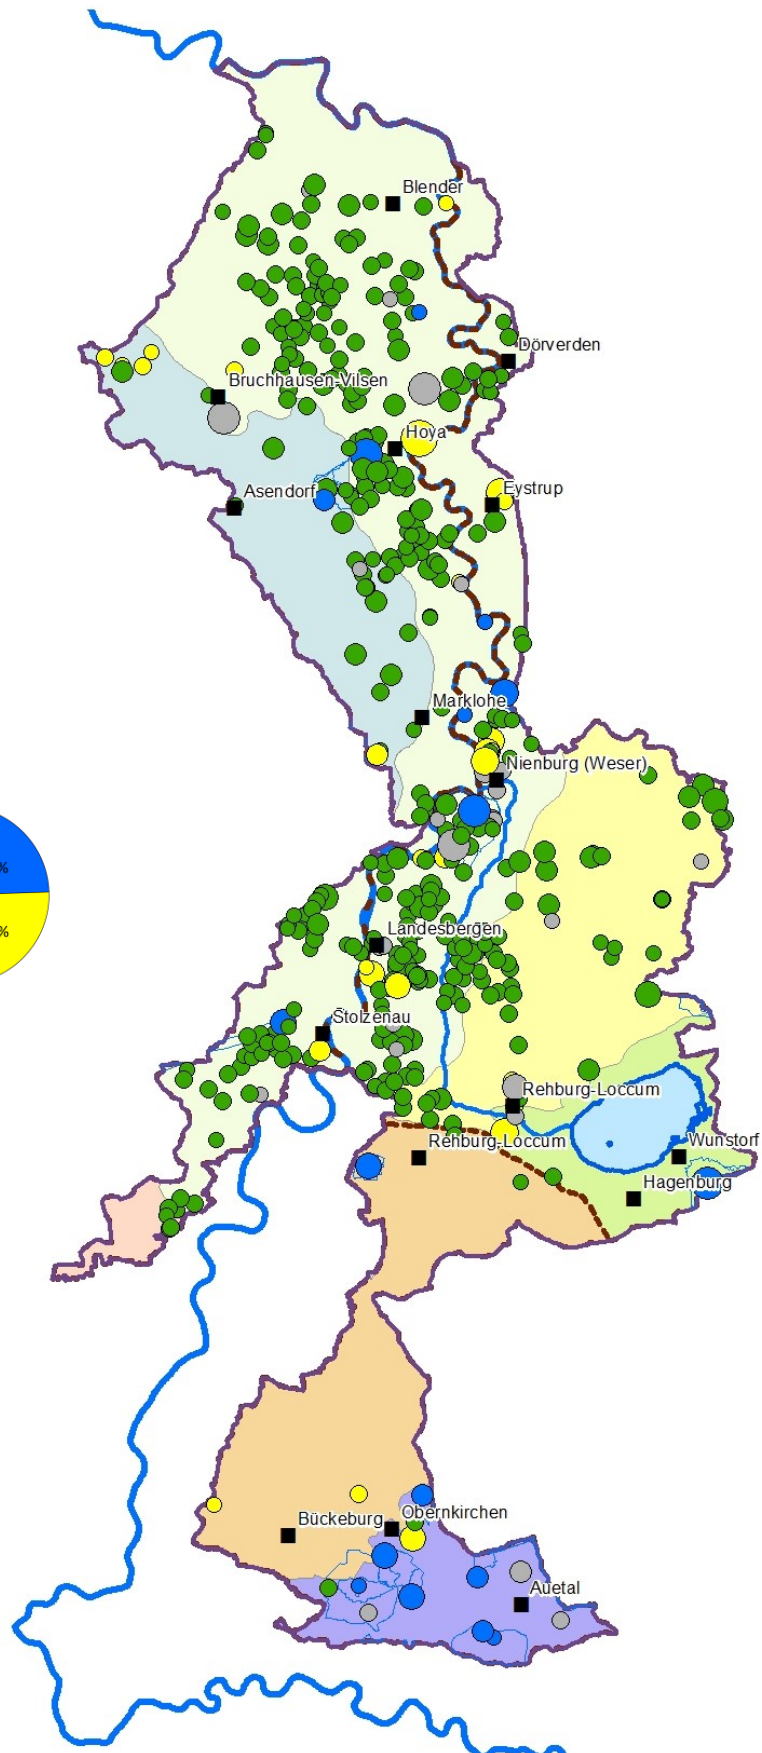 Blender
Dörverden
Bruchhausen-Vilsen
Hoya
Asendorf
Eystrup
Marklohe
Nienburg (Weser)
%
%
Landesbergen
Stolzenau
Rehburg-Loccum
Rehburg-Loccum
Wunstorf
Hagenburg
Bückeburg
Obernkirchen
Auetal